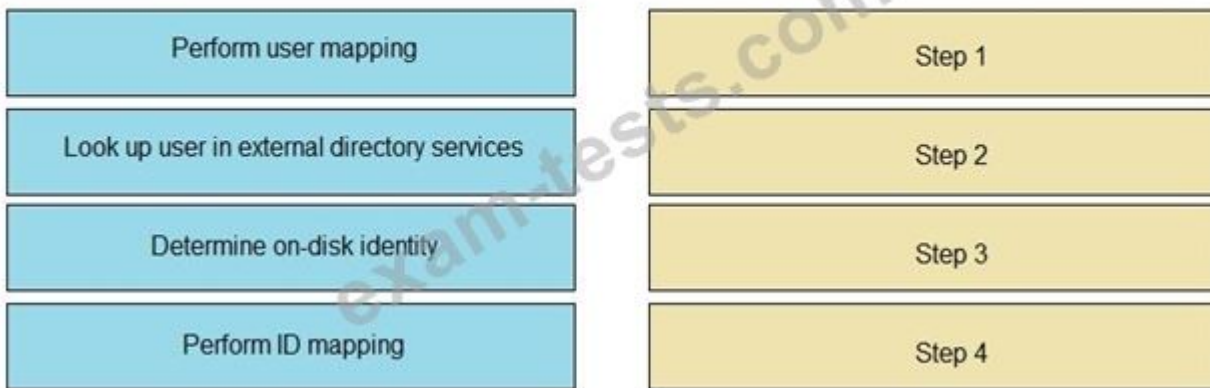 Perform user mapping
Step 1
Look up user in external directory services
Step 2
Determine on-disk identity
Step 3
Perform ID mapping
Step 4
exam-tests.com